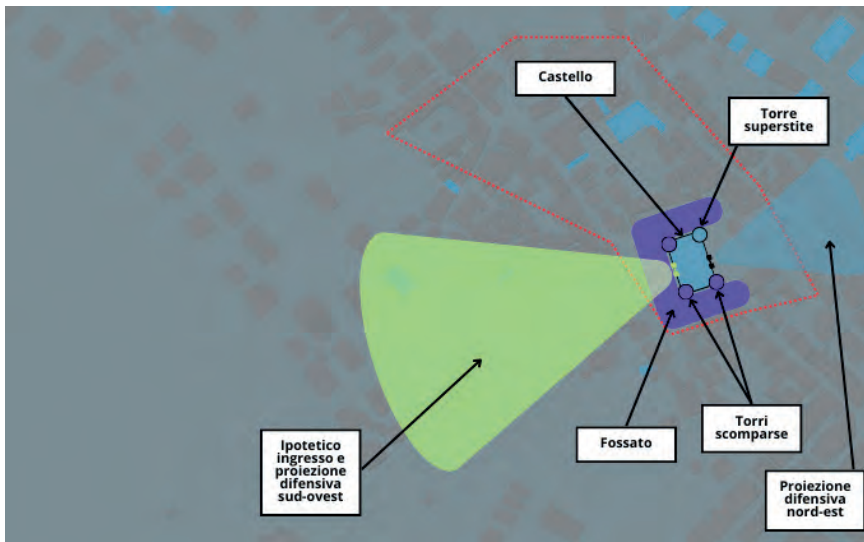 Castello
Torre
superstite
Ipotetico
ingresso e
proiezione
difensiva
sud-ovest
Fossato
Torri
scomparse
Proiezione
difensiva
nord-est